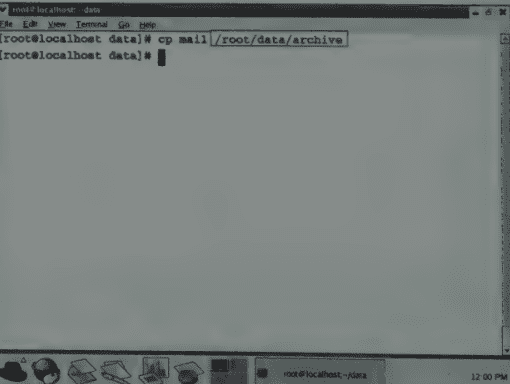 root@localhost:~data
File Edit View Terminal Go Help
[root@localhost data]# cp mail /root/data/archive
[root@localhost data]#
root@localhost:~/data
12:00 PM